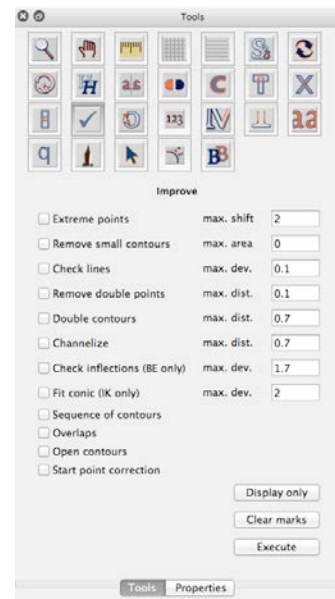 Tools
Improve
Extreme points max. shift 2
Remove small contours max. area 0
Check lines max. dev. 0.1
Remove double points max. dist. 0.1
Double contours max. dist. 0.7
Channelize max. dist. 0.7
Check inflections (BE only) max. dev. 1.7
Fit conic (IK only) max. dev. 2
Sequence of contours
Overlaps
Open contours
Start point correction
Display only
Clear marks
Execute
Tools Properties